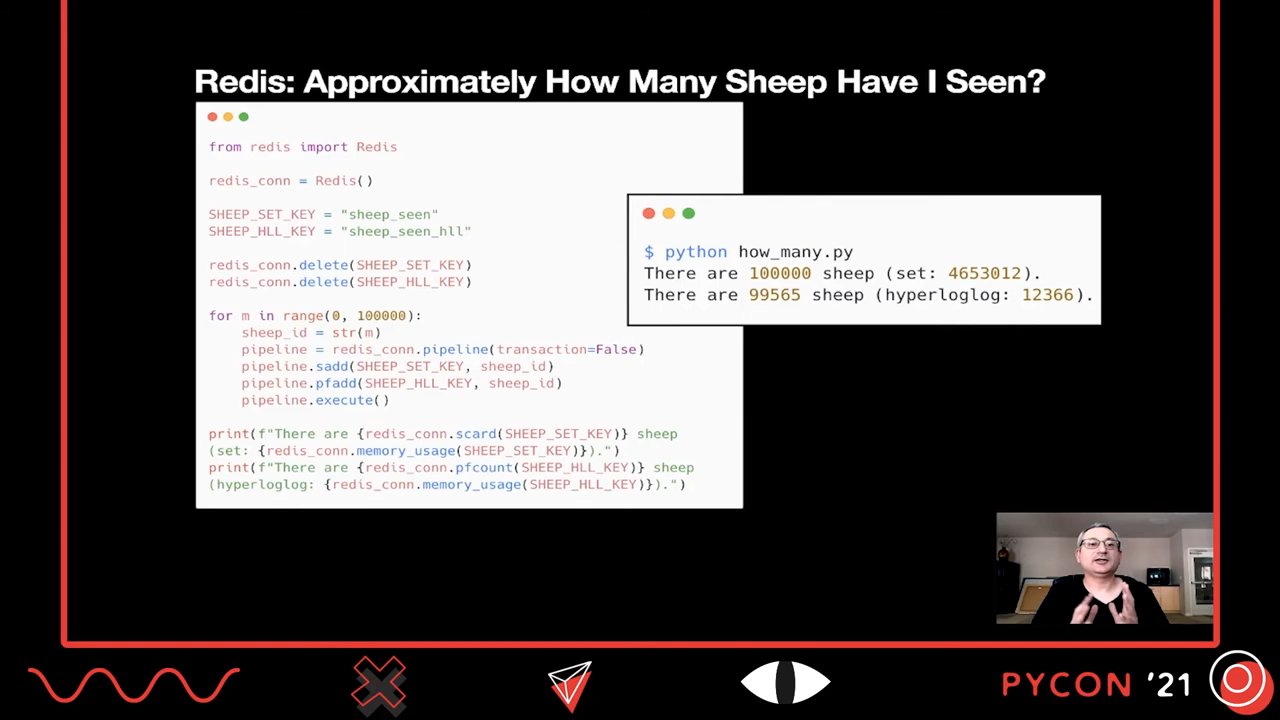 Redis: Approximately How Many Sheep Have I Seen?
from redis import Redis
redis_conn = Redis()
SHEEP_SET_KEY = "sheep_seen"
SHEEP_HLL_KEY = "sheep_seen_hll"
redis_conn.delete(SHEEP_SET_KEY)
redis_conn.delete(SHEEP_HLL_KEY)
for m in range(0, 100000):
    sheep_id = str(m)
    pipeline = redis_conn.pipeline(transaction=False)
    pipeline.sadd(SHEEP_SET_KEY, sheep_id)
    pipeline.pfadd(SHEEP_HLL_KEY, sheep_id)
    pipeline.execute()
print(f"There are {redis_conn.scard(SHEEP_SET_KEY)} sheep
(set: {redis_conn.memory_usage(SHEEP_SET_KEY)}).")
print(f"There are {redis_conn.pfcount(SHEEP_HLL_KEY)} sheep
(hyperloglog: {redis_conn.memory_usage(SHEEP_HLL_KEY)}).")
$ python how_many.py
There are 100000 sheep (set: 4653012).
There are 99565 sheep (hyperloglog: 12366).
PYCON '21